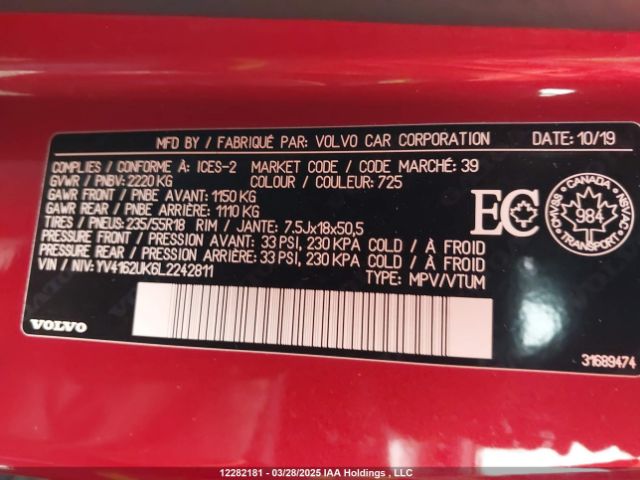 MFD BY / FABRIQUÉ PAR: VOLVO CAR CORPORATION DATE: 10/19
COMPLIES / CONFORME À: ICES-2 MARKET CODE / CODE MARCHÉ: 39
GVWR / PNBV: 2220 KG COLOUR / COULEUR: 725
GAWR FRONT / PNBE AVANT: 1150 KG
GAWR REAR / PNBE ARRIÈRE: 1110 KG
TIRES / PNEUS: 235/55R18 RIM / JANTE: 7.5Jx18x50,5
PRESSURE FRONT / PRESSION AVANT: 33 PSI, 230 KPA COLD / À FROID
PRESSURE REAR / PRESSION ARRIÈRE: 33 PSI, 230 KPA COLD / À FROID
VIN / NIV: YV4162UK6L2242811 TYPE: MPV/VTUM
EC
CANADA
CMVSS NSVAC
984
TRANSPORT
VOLVO
31689474
12282181 - 03/28/2025 IAA Holdings , LLC